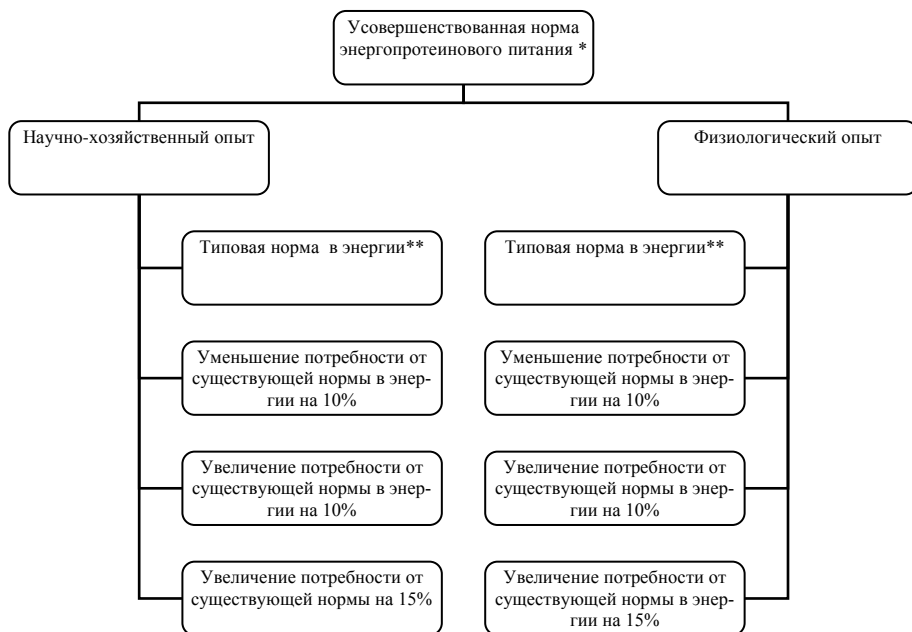 Усовершенствованная норма
энергопротеинового питания *
Научно-хозяйственный опыт
Физиологический опыт
Типовая норма в энергии**
Типовая норма в энергии**
Уменьшение потребности от
существующей нормы в энер-
гии на 10%
Уменьшение потребности от
существующей нормы в энер-
гии на 10%
Увеличение потребности от
существующей нормы в энер-
гии на 10%
Увеличение потребности от
существующей нормы в энер-
гии на 10%
Увеличение потребности от
существующей нормы на 15%
Увеличение потребности от
существующей нормы в энер-
гии на 15%